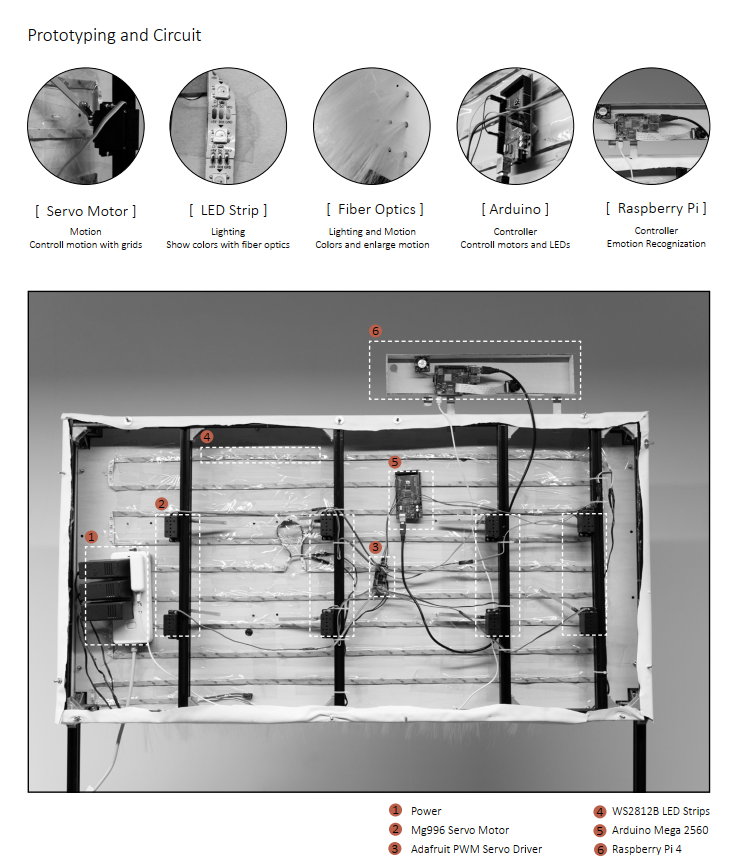 Prototyping and Circuit
[ Servo Motor ]
Motion
Controll motion with grids
[ LED Strip ]
Lighting
Show colors with fiber optics
[ Fiber Optics ]
Lighting and Motion
Colors and enlarge motion
[ Arduino ]
Controller
Controll motors and LEDs
[ Raspberry Pi ]
Controller
Emotion Recognization
6
4
5
2
1
3
1 Power
2 Mg996 Servo Motor
3 Adafruit PWM Servo Driver
4 WS2812B LED Strips
5 Arduino Mega 2560
6 Raspberry Pi 4